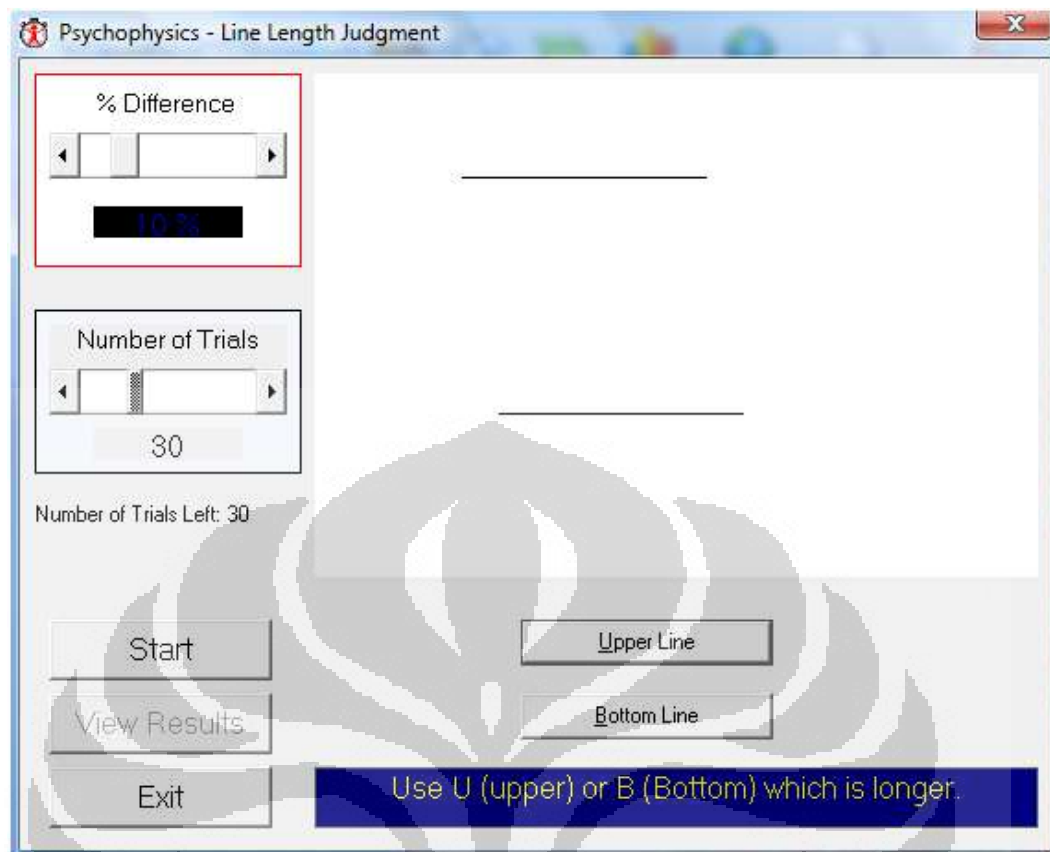 Psychophysics - Line Length Judgment
% Difference
10 %
Number of Trials
30
Number of Trials Left: 30
Start
View Results
Exit
Upper Line
Bottom Line
Use U (upper) or B (Bottom) which is longer.